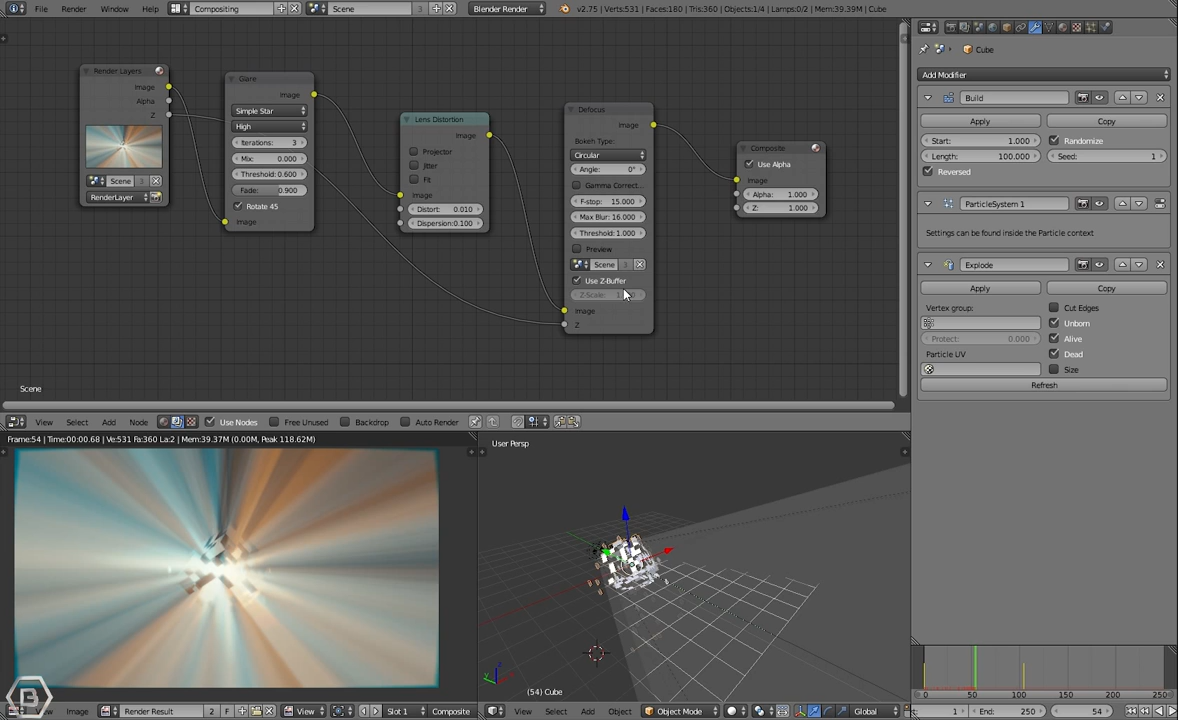 File Render Window Help Compositing Scene 3 Blender Render v2.75 | Verts:531 | Faces:180 | Tris:360 | Objects:1/4 | Lamps:0/2 | Mem:39.39M | Cube
Render Layers
Image
Alpha
Z
Scene 3
RenderLayer
Glare
Image
Simple Star
High
Iterations: 3
Mix: 0.000
Threshold:0.600
Fade: 0.900
Rotate 45
Image
Lens Distortion
Image
Projector
Jitter
Fit
Image
Distort: 0.010
Dispersion:0.100
Defocus
Image
Bokeh Type:
Circular
Angle: 0°
Gamma Correct...
F-stop: 15.000
Max Blur: 16.000
Threshold: 1.000
Preview
Scene 3
Use Z-Buffer
Z-Scale:
Image
Z
Composite
Use Alpha
Image
Alpha: 1.000
Z: 1.000
Scene
View Select Add Node Use Nodes Free Unused Backdrop Auto Render
Cube
Add Modifier
Build
Apply Copy
Start: 1.000 Randomize
Length: 100.000 Seed: 1
Reversed
ParticleSystem 1
Settings can be found inside the Particle context
Explode
Apply Copy
Vertex group: Cut Edges
Unborn
Protect: 0.000 Alive
Particle UV Dead
Size
Refresh
Frame:54 | Time:00:00.68 | Ve:531 Fa:360 La:2 | Mem:39.37M (0.00M, Peak 118.62M)
User Persp
(54) Cube
0 50 100 150 200 250
B
Image Render Result 2 F View Slot 1 Composite
View Select Add Object Object Mode Global
1 End: 250 54